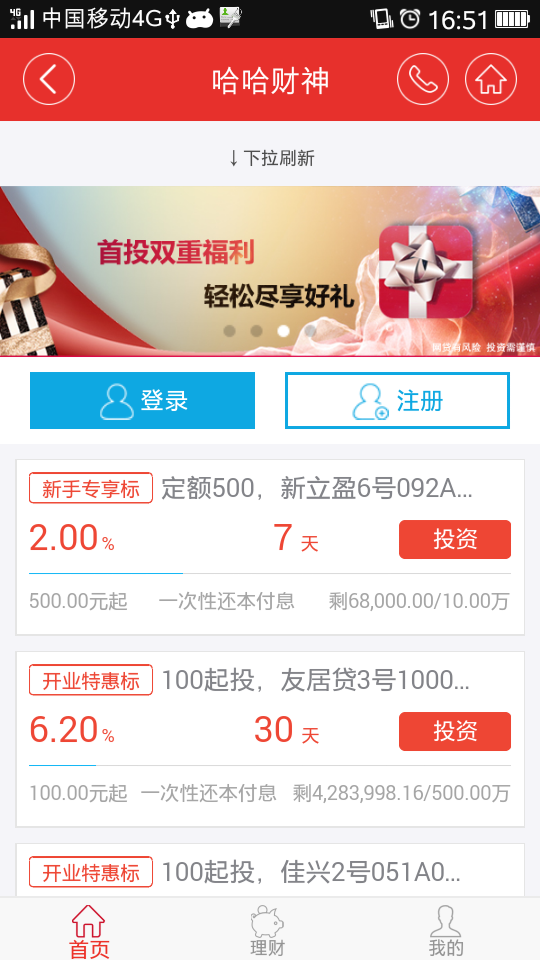 4G 中国移动4G 16:51
哈哈财神
↓下拉刷新
首投双重福利
轻松尽享好礼
网贷有风险 投资需谨慎
登录 注册
新手专享标 定额500，新立盈6号092A...
2.00% 7天 投资
500.00元起 一次性还本付息 剩68,000.00/10.00万
开业特惠标 100起投，友居贷3号1000...
6.20% 30天 投资
100.00元起 一次性还本付息 剩4,283,998.16/500.00万
开业特惠标 100起投，佳兴2号051A0...
首页 理财 我的